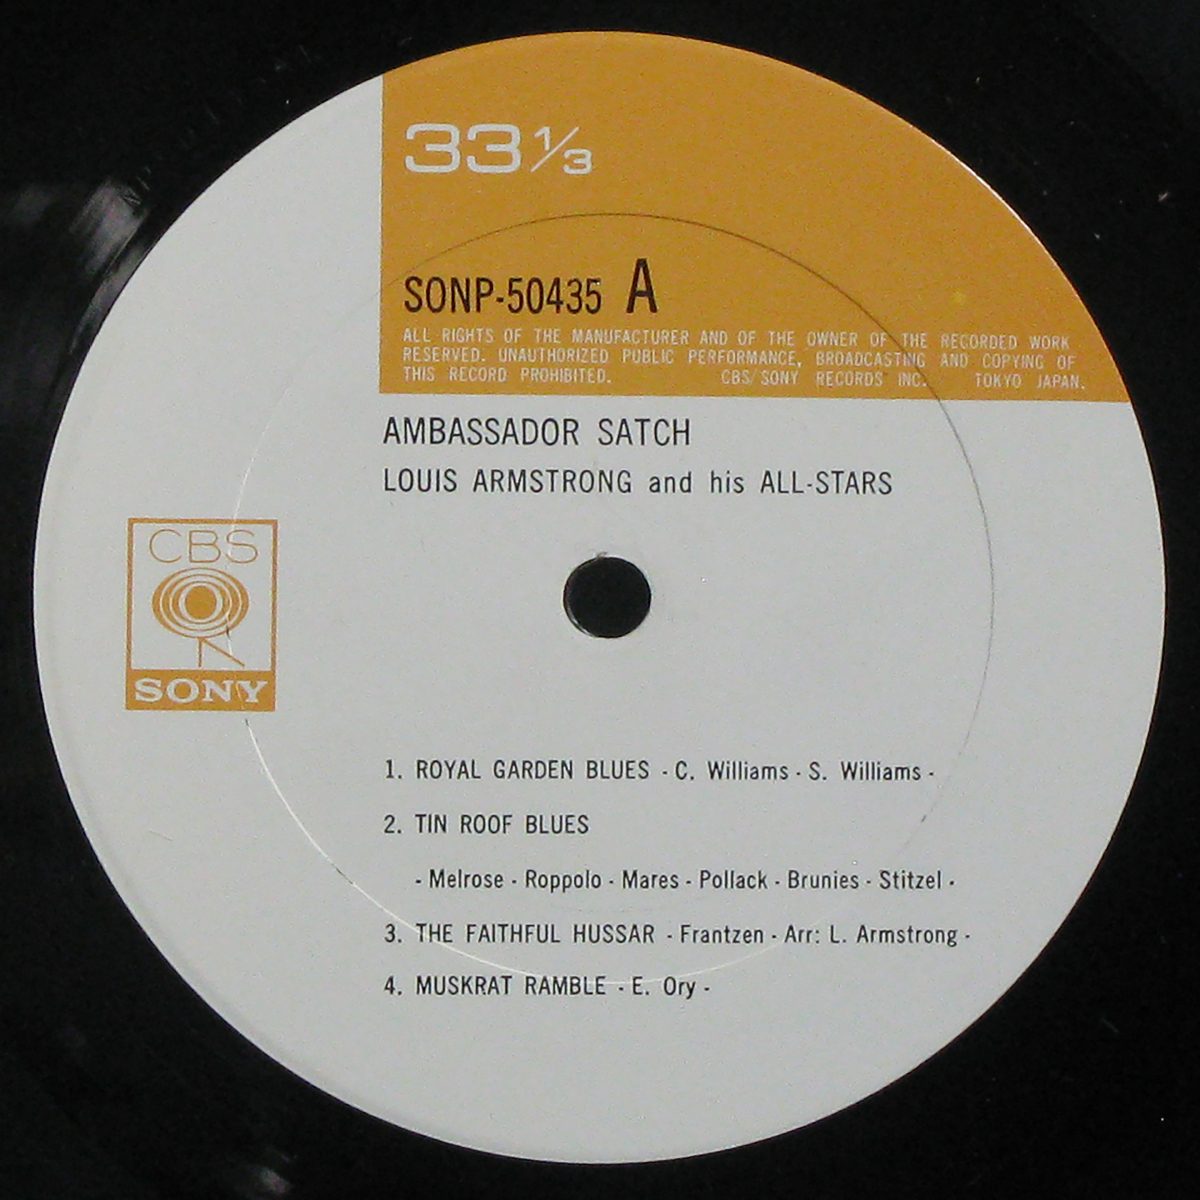 33 1/3
SONP-50435 A
ALL RIGHTS OF THE MANUFACTURER AND OF THE OWNER OF THE RECORDED WORK
RESERVED. UNAUTHORIZED PUBLIC PERFORMANCE, BROADCASTING AND COPYING OF
THIS RECORD PROHIBITED. CBS/SONY RECORDS INC. TOKYO JAPAN.
AMBASSADOR SATCH
LOUIS ARMSTRONG and his ALL-STARS
CBS
SONY
1. ROYAL GARDEN BLUES - C. Williams - S. Williams -
2. TIN ROOF BLUES
- Melrose - Roppolo - Mares - Pollack - Brunies - Stitzel -
3. THE FAITHFUL HUSSAR - Frantzen - Arr: L. Armstrong -
4. MUSKRAT RAMBLE - E. Ory -